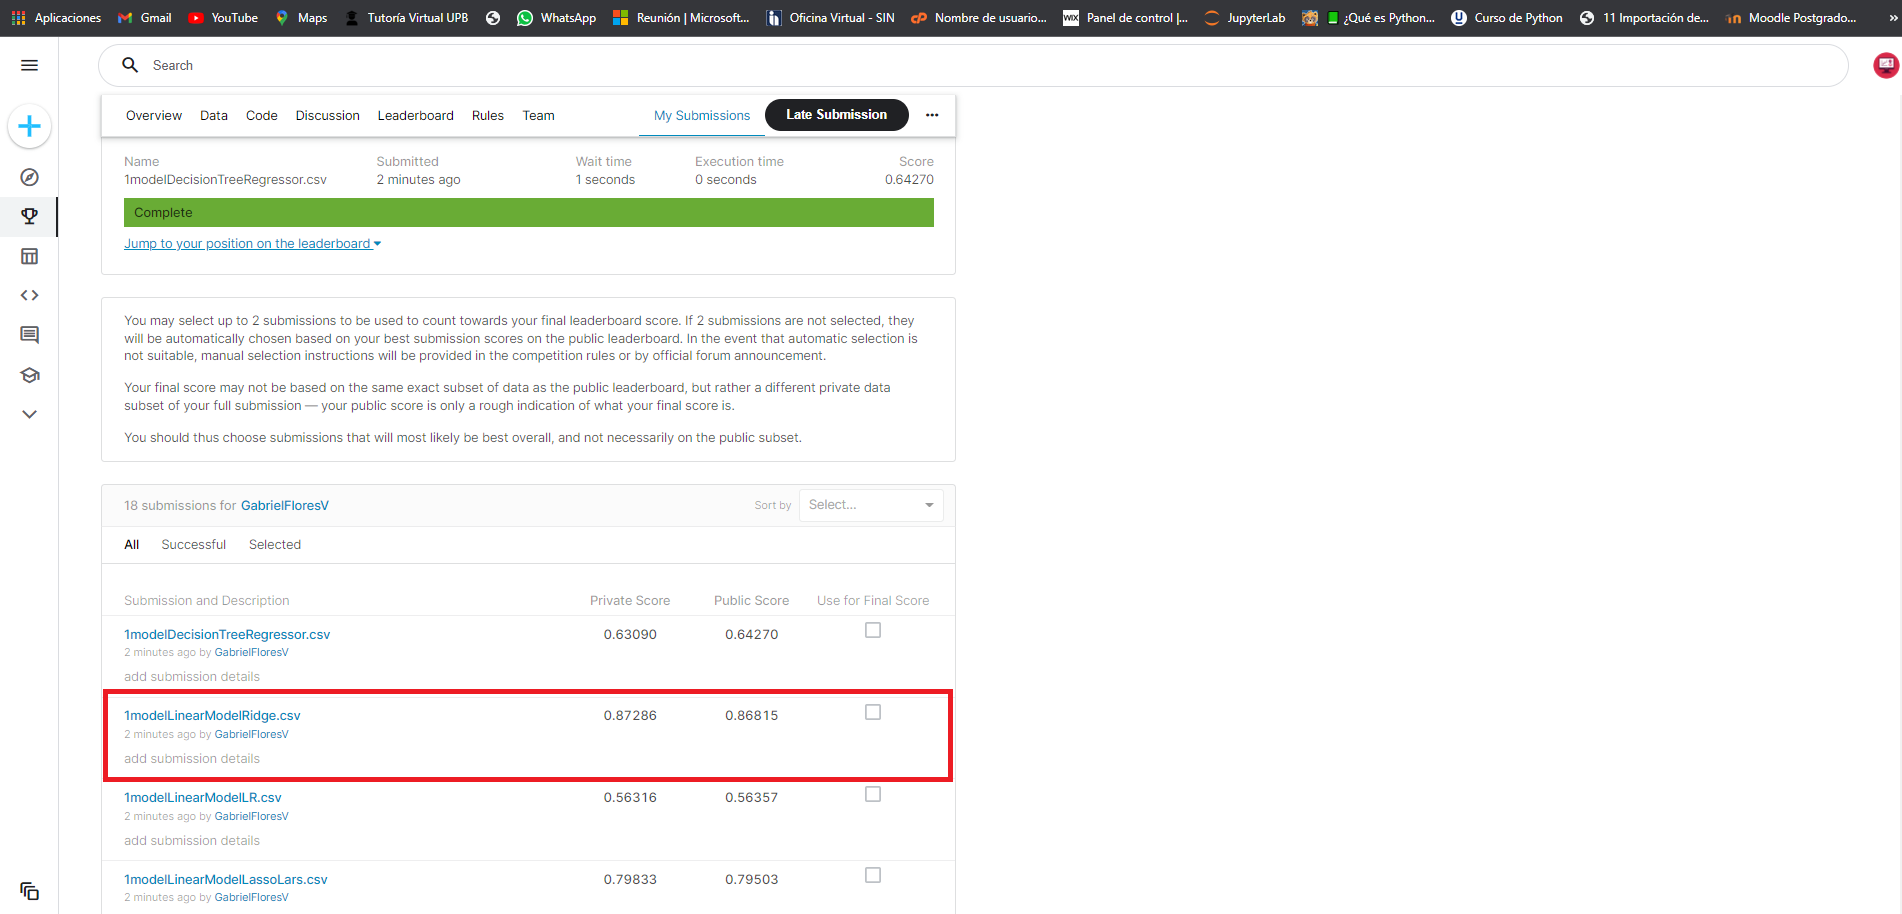 Aplicaciones Gmail YouTube Maps Tutoría Virtual UPB WhatsApp Reunión | Microsoft... Oficina Virtual - SIN Nombre de usuario... Panel de control |... JupyterLab ¿Qué es Python... Curso de Python 11 Importación de... Moodle Postgrado... »
Search
Overview Data Code Discussion Leaderboard Rules Team My Submissions Late Submission ...
Name Submitted Wait time Execution time Score
1modelDecisionTreeRegressor.csv 2 minutes ago 1 seconds 0 seconds 0.64270
Complete
Jump to your position on the leaderboard
You may select up to 2 submissions to be used to count towards your final leaderboard score. If 2 submissions are not selected, they
will be automatically chosen based on your best submission scores on the public leaderboard. In the event that automatic selection is
not suitable, manual selection instructions will be provided in the competition rules or by official forum announcement.
Your final score may not be based on the same exact subset of data as the public leaderboard, but rather a different private data
subset of your full submission — your public score is only a rough indication of what your final score is.
You should thus choose submissions that will most likely be best overall, and not necessarily on the public subset.
18 submissions for GabrielFloresV Sort by Select...
All Successful Selected
Submission and Description Private Score Public Score Use for Final Score
1modelDecisionTreeRegressor.csv 0.63090 0.64270
2 minutes ago by GabrielFloresV
add submission details
1modelLinearModelRidge.csv 0.87286 0.86815
2 minutes ago by GabrielFloresV
add submission details
1modelLinearModelLR.csv 0.56316 0.56357
2 minutes ago by GabrielFloresV
add submission details
1modelLinearModelLassoLars.csv 0.79833 0.79503
2 minutes ago by GabrielFloresV